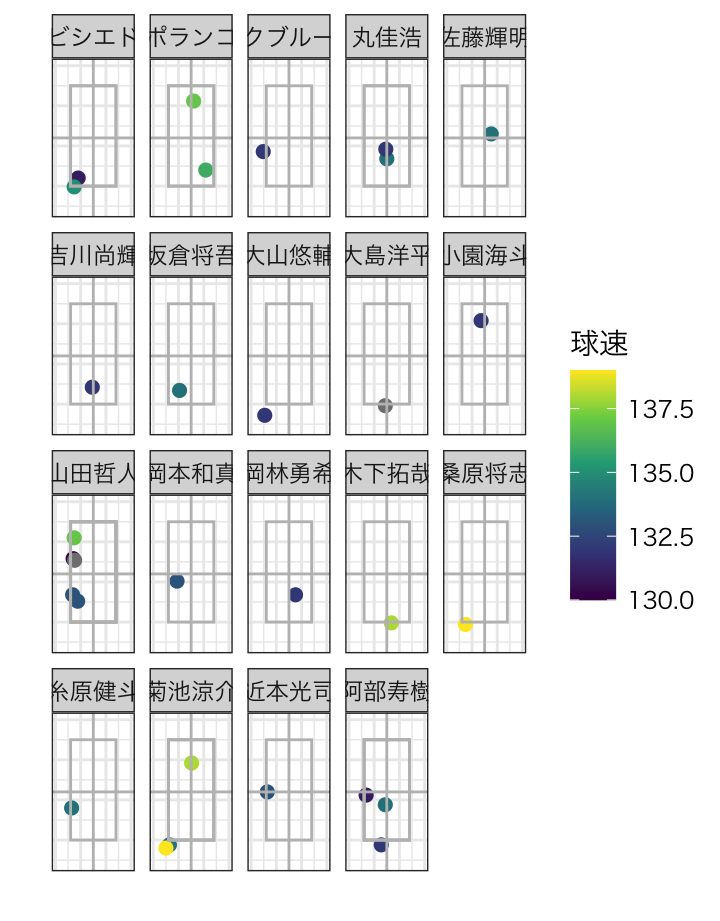 ビシエド ポランコ クブルー 丸佳浩 佐藤輝明
吉川尚輝 坂倉将吾 大山悠輔 大島洋平 小園海斗
球速
137.5
135.0
132.5
130.0
山田哲人 岡本和真 岡林勇希 木下拓哉 桑原将志
糸原健斗 菊池涼介 近本光司 阿部寿樹